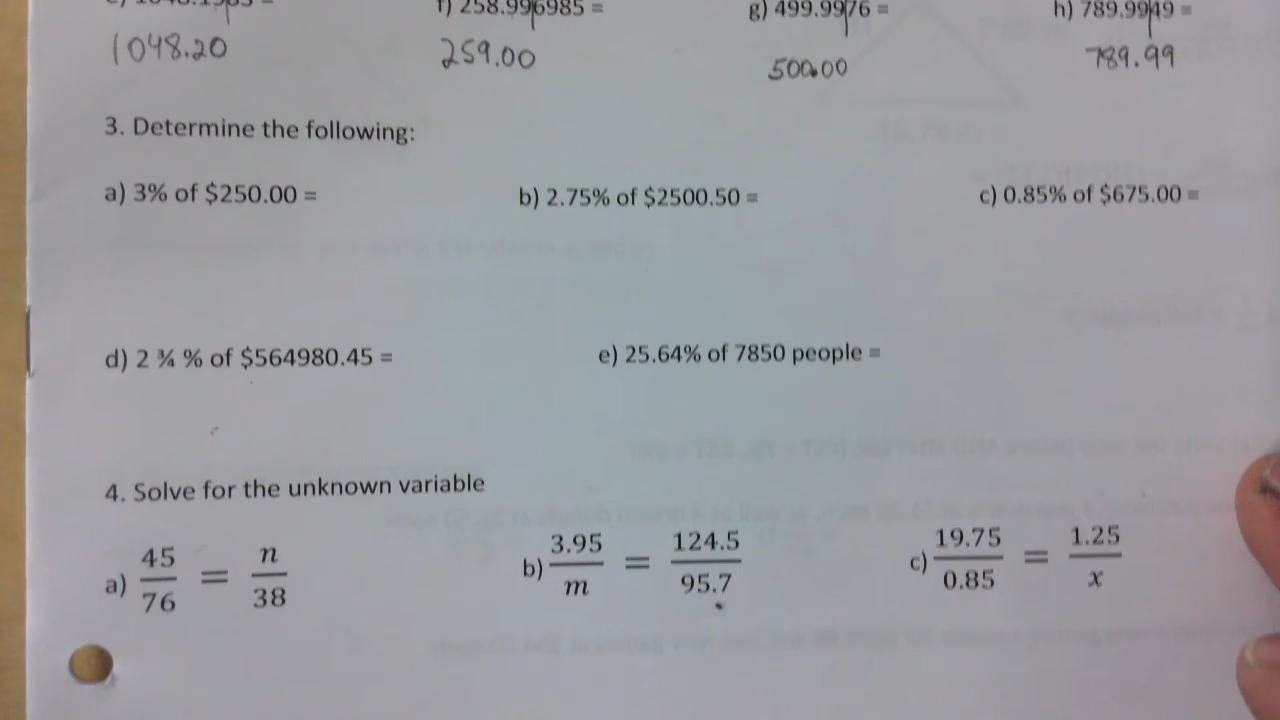 f) 258.996985 = g) 499.9976 = h) 789.9949 =
1048.20 259.00 500.00 789.99
3. Determine the following:
a) 3% of $250.00 = b) 2.75% of $2500.50 = c) 0.85% of $675.00 =
d) 2 ¾ % of $564980.45 = e) 25.64% of 7850 people =
4. Solve for the unknown variable
a) 45/76 = n/38 b) 3.95/m = 124.5/95.7 c) 19.75/0.85 = 1.25/x